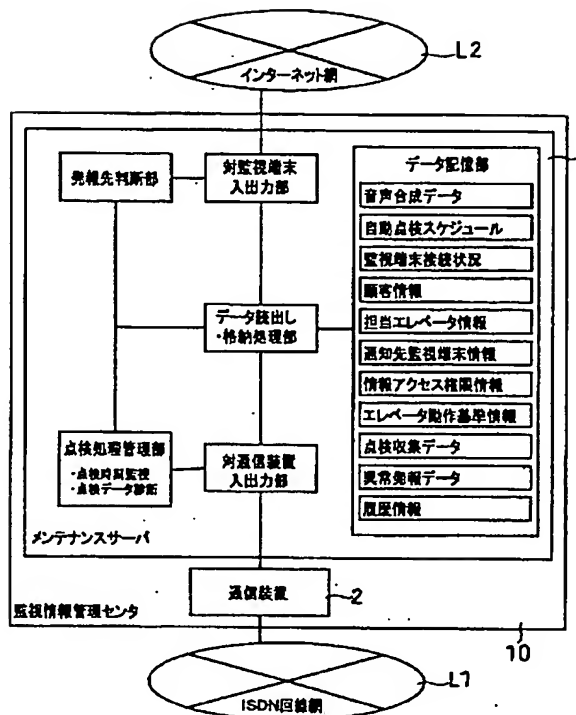 L2
インターネット網
発報先判断部
対監視端末
入出力部
データ記憶部
音声合成データ
自動点検スケジュール
監視端末接続状況
顧客情報
担当エレベータ情報
通知先監視端末情報
情報アクセス権限情報
エレベータ動作基準情報
点検収集データ
異常発報データ
履歴情報
データ読出し
・格納処理部
点検処理管理部
・点検時間監視
・点検データ診断
対通信装置
入出力部
メンテナンスサーバ
通信装置
2
監視情報管理センタ
10
L1
ISDN回線網